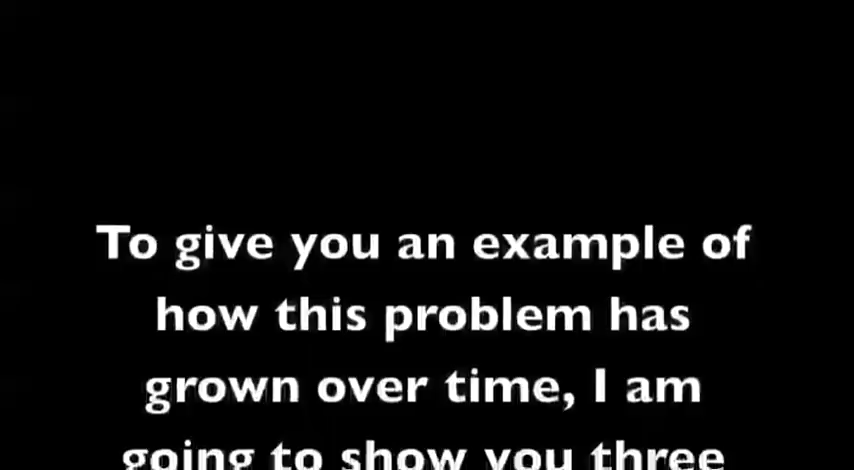 To give you an example of
how this problem has
grown over time, I am
going to show you three